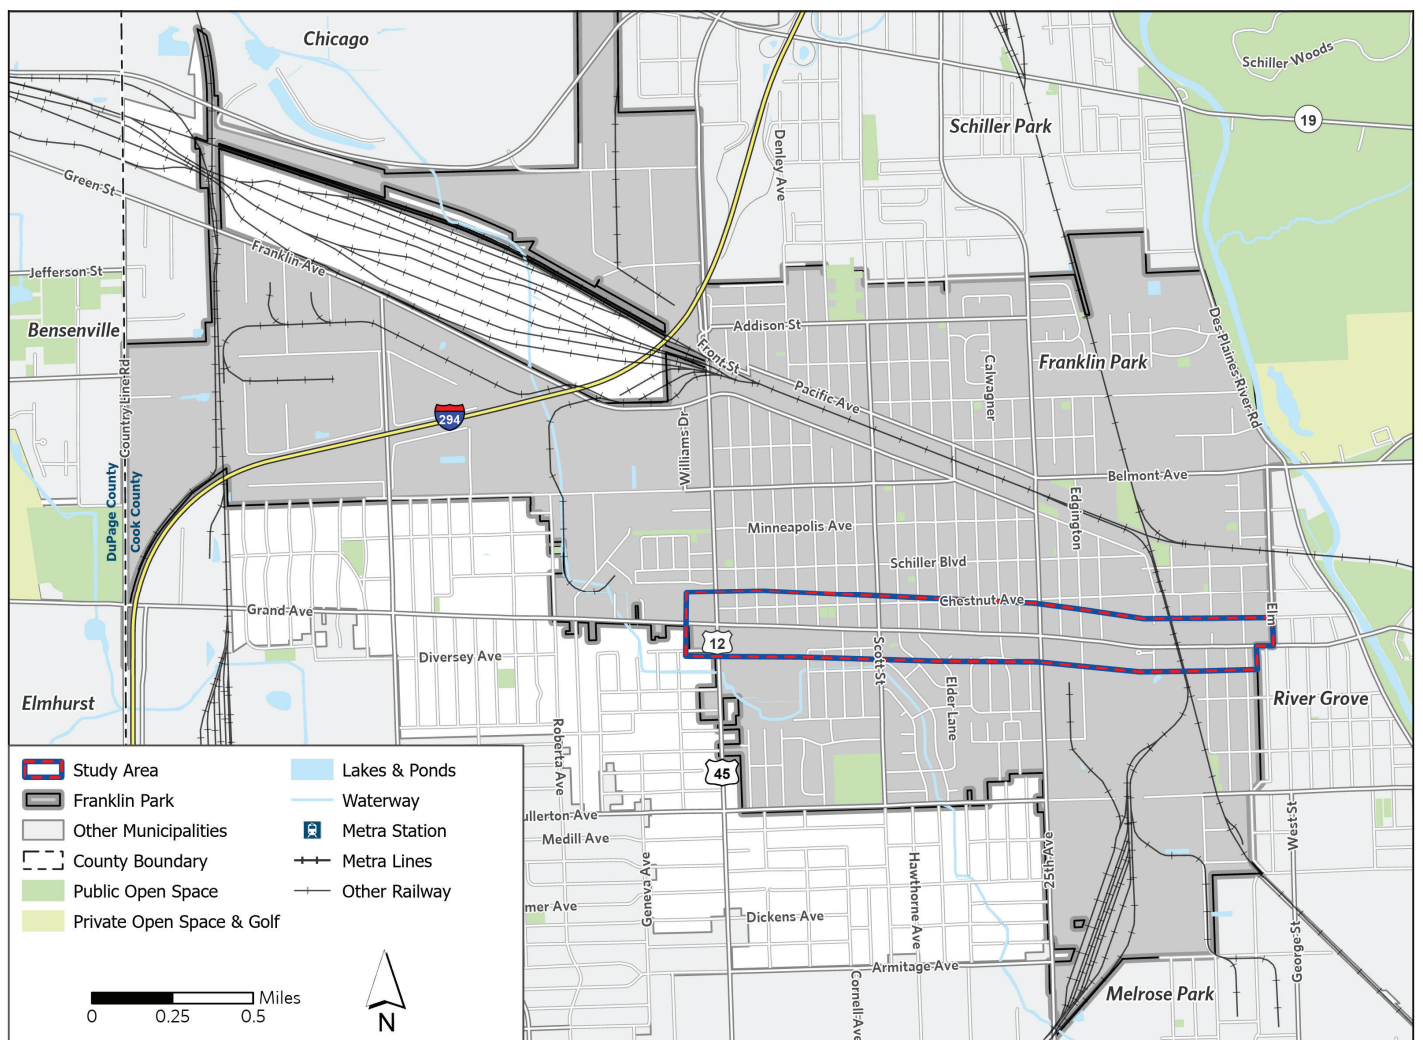 Chicago
Schiller Woods
19
Schiller Park
Denley Ave
Green St
Franklin Ave
Jefferson St
Bensenville
Addison St
Front St
Des Plaines River Rd
Franklin Park
Calwagner
Pacific Ave
County Line Rd
294
Williams Dr
Belmont Ave
DuPage County
Cook County
Edgington
Minneapolis Ave
Schiller Blvd
Chestnut Ave
Grand Ave
Elm
12
Scott St
Diversey Ave
Elder Lane
Elmhurst
River Grove
Roberta Ave
45
ullerton Ave
Medill Ave
West St
25th Ave
Geneva Ave
Hawthorne Ave
mer Ave
Dickens Ave
George St
Armitage Ave
Cornell Ave
Melrose Park
Study Area
Franklin Park
Other Municipalities
County Boundary
Public Open Space
Private Open Space & Golf
Lakes & Ponds
Waterway
Metra Station
Metra Lines
Other Railway
Miles
0 0.25 0.5
N